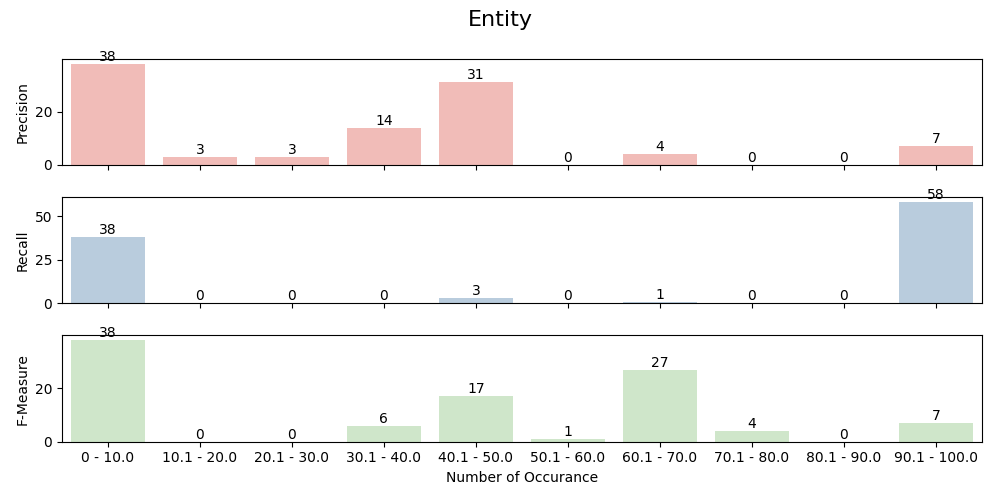 Entity
Precision
20
0
38
3
3
14
31
0
4
0
0
7
Recall
50
25
0
38
0
0
0
3
0
1
0
0
58
F-Measure
20
0
38
0
0
6
17
1
27
4
0
7
0 - 10.0
10.1 - 20.0
20.1 - 30.0
30.1 - 40.0
40.1 - 50.0
50.1 - 60.0
60.1 - 70.0
70.1 - 80.0
80.1 - 90.0
90.1 - 100.0
Number of Occurance